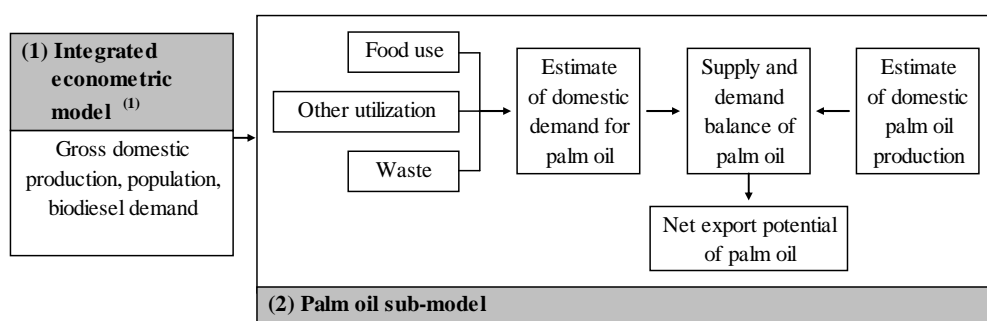 (1) Integrated
econometric
model (1)
Gross domestic
production, population,
biodiesel demand
Food use
Other utilization
Waste
Estimate
of domestic
demand for
palm oil
Supply and
demand
balance of
palm oil
Estimate
of domestic
palm oil
production
Net export potential
of palm oil
(2) Palm oil sub-model